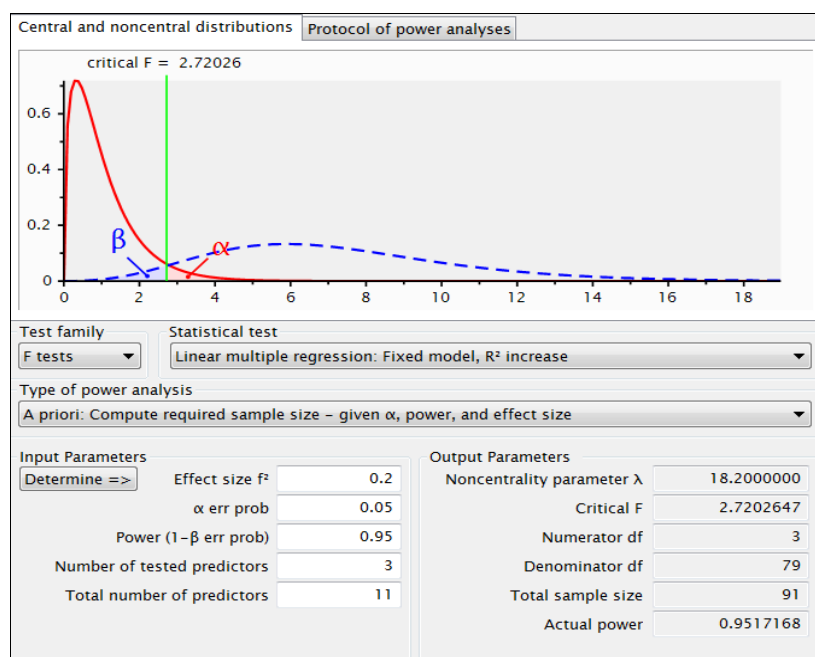 Central and noncentral distributions Protocol of power analyses
critical F = 2.72026
0.6
0.4
0.2
0
β α
0 2 4 6 8 10 12 14 16 18
Test family Statistical test
F tests Linear multiple regression: Fixed model, R² increase
Type of power analysis
A priori: Compute required sample size – given α, power, and effect size
Input Parameters Output Parameters
Determine => Effect size f² 0.2 Noncentrality parameter λ 18.2000000
α err prob 0.05 Critical F 2.7202647
Power (1-β err prob) 0.95 Numerator df 3
Number of tested predictors 3 Denominator df 79
Total number of predictors 11 Total sample size 91
Actual power 0.9517168